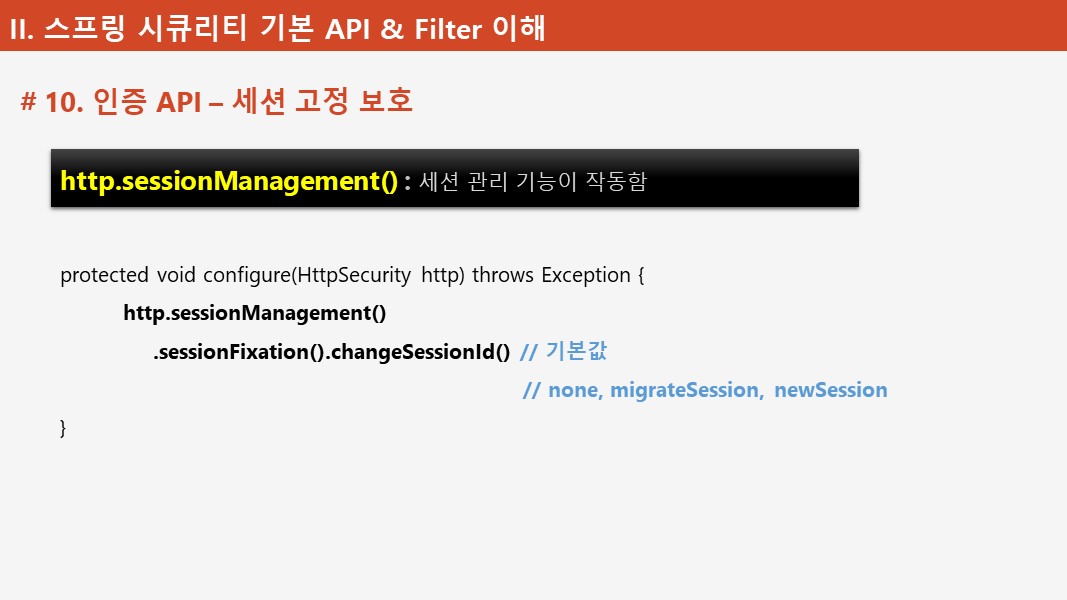 II. 스프링 시큐리티 기본 API & Filter 이해
# 10. 인증 API – 세션 고정 보호
http.sessionManagement() : 세션 관리 기능이 작동함
protected void configure(HttpSecurity http) throws Exception {
http.sessionManagement()
.sessionFixation().changeSessionId() // 기본값
// none, migrateSession, newSession
}